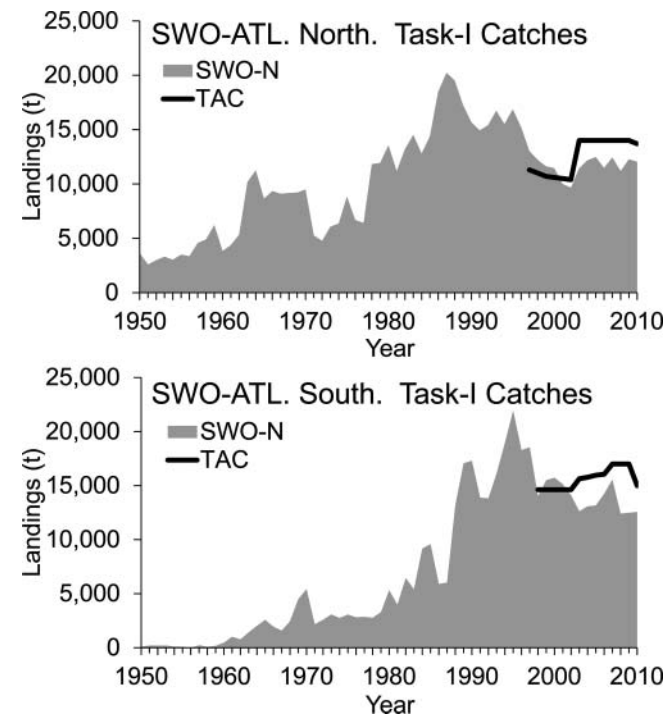 SWO-ATL. North. Task-I Catches
SWO-N
TAC
Landings (t)
25,000
20,000
15,000
10,000
5,000
0
1950 1960 1970 1980 1990 2000 2010
Year
SWO-ATL. South. Task-I Catches
SWO-N
TAC
Landings (t)
25,000
20,000
15,000
10,000
5,000
0
1950 1960 1970 1980 1990 2000 2010
Year